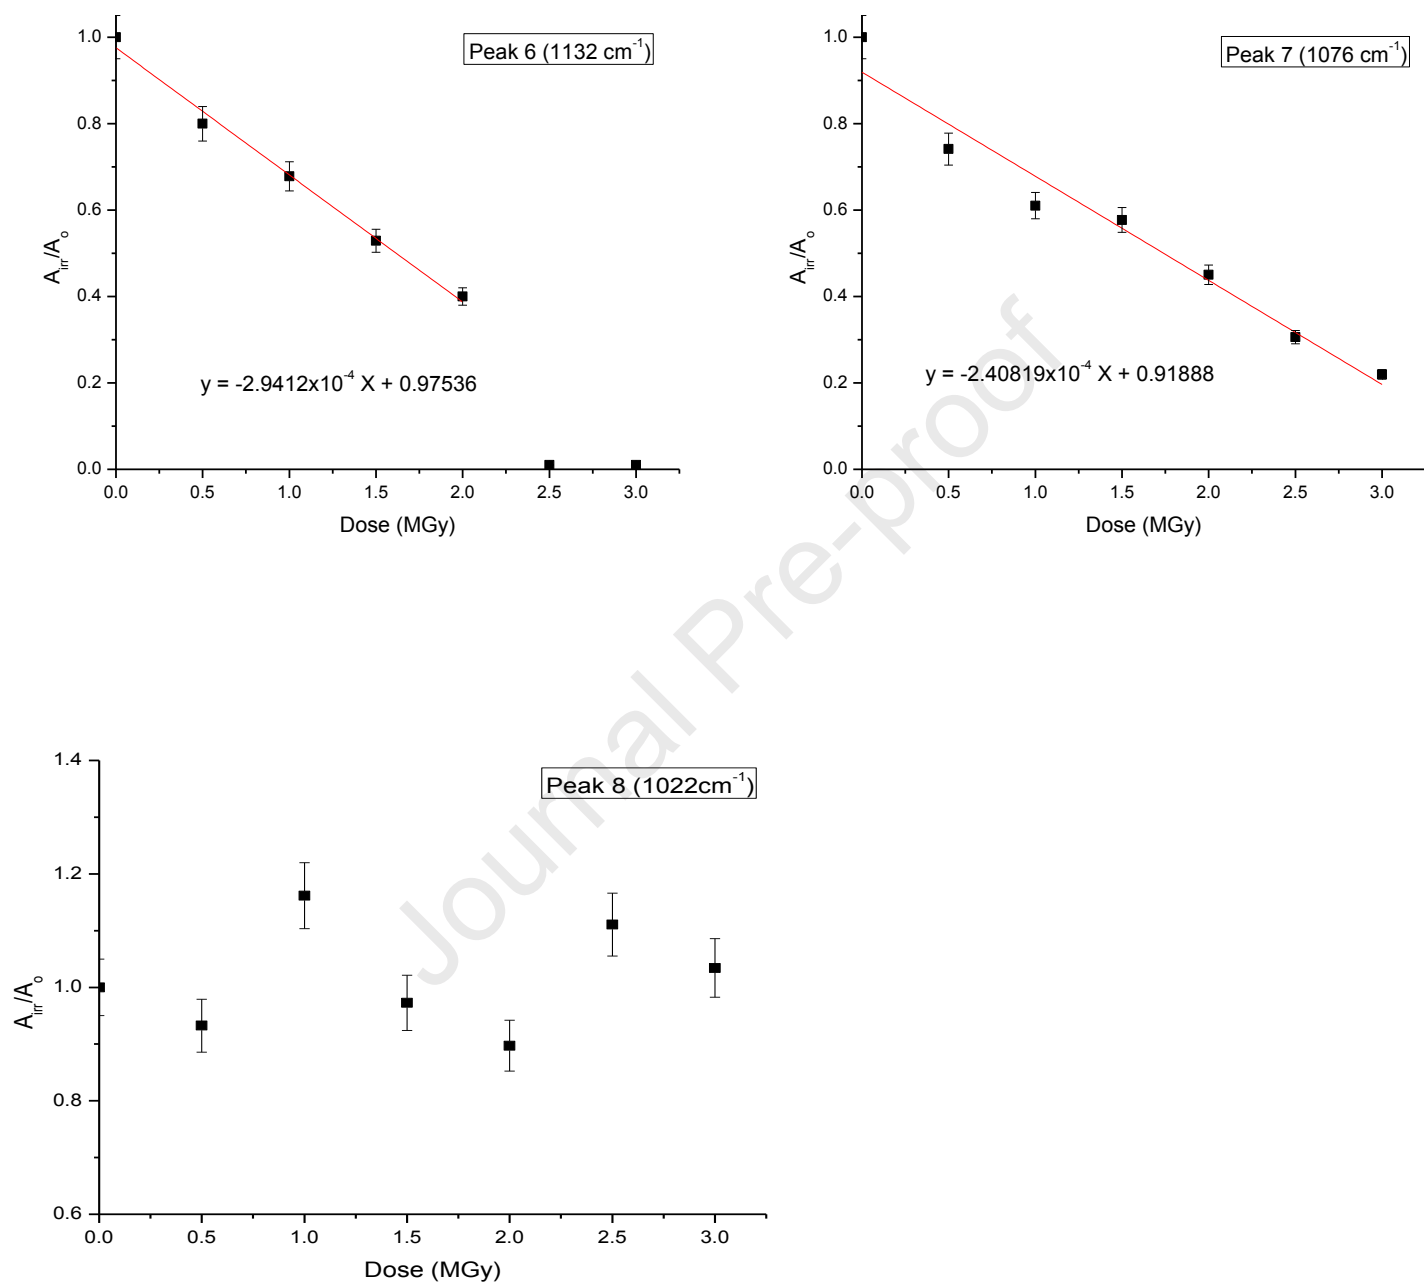 Peak 6 (1132 cm⁻¹)
1.0
0.8
0.6
0.4
0.2
0.0
Aᵢᵣᵣ/Aₒ
y = -2.9412x10⁻⁴ X + 0.97536
0.0 0.5 1.0 1.5 2.0 2.5 3.0
Dose (MGy)
Peak 7 (1076 cm⁻¹)
1.0
0.8
0.6
0.4
0.2
0.0
Aᵢᵣᵣ/Aₒ
y = -2.40819x10⁻⁴ X + 0.91888
0.0 0.5 1.0 1.5 2.0 2.5 3.0
Dose (MGy)
Journal Pre-proof
Peak 8 (1022cm⁻¹)
1.4
1.2
1.0
0.8
0.6
Aᵢᵣᵣ/Aₒ
0.0 0.5 1.0 1.5 2.0 2.5 3.0
Dose (MGy)